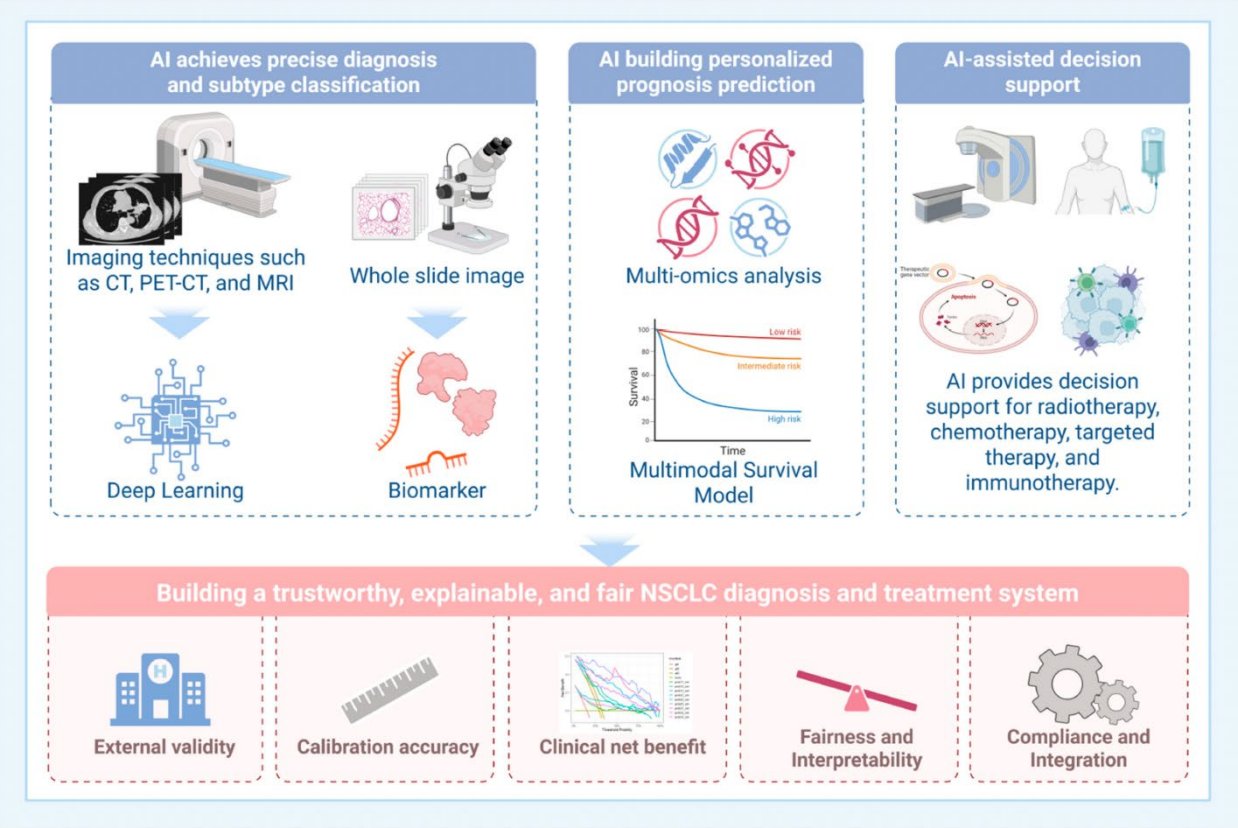 AI achieves precise diagnosis
and subtype classification
Imaging techniques such
as CT, PET-CT, and MRI
Whole slide image
Deep Learning
Biomarker
AI building personalized
prognosis prediction
Multi-omics analysis
Survival
100
80
60
40
20
0
Low risk
Intermediate risk
High risk
Time
Multimodal Survival
Model
AI-assisted decision
support
Therapeutic
gene vector
Apoptosis
AI provides decision
support for radiotherapy,
chemotherapy, targeted
therapy, and
immunotherapy.
Building a trustworthy, explainable, and fair NSCLC diagnosis and treatment system
H
External validity
Calibration accuracy
Clinical net benefit
Fairness and
Interpretability
Compliance and
Integration